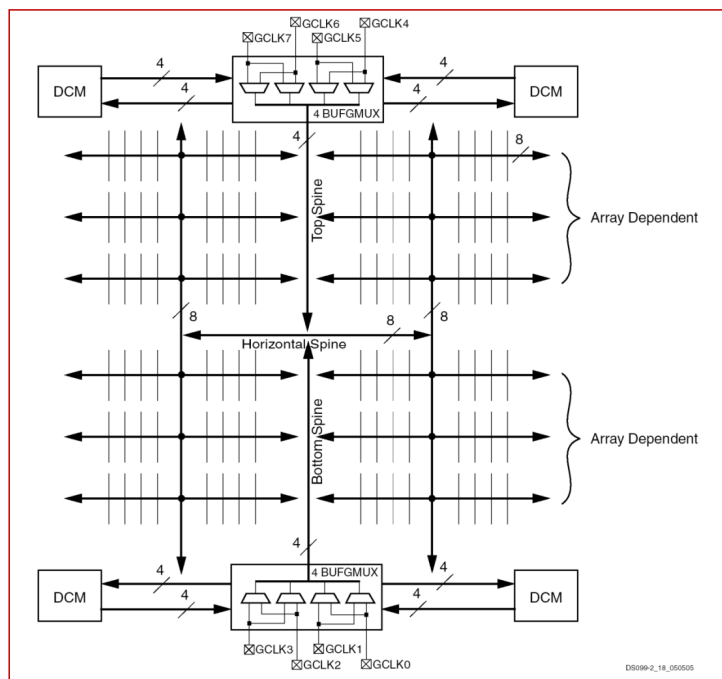 GCLK6
GCLK4
GCLK7
GCLK5
DCM
4
4
4
4
DCM
4 BUFGMUX
4
8
Top Spine
Array Dependent
8
8
8
Horizontal Spine
Bottom Spine
Array Dependent
4
4 BUFGMUX
DCM
4
4
4
4
DCM
GCLK3
GCLK1
GCLK2
GCLK0
DS099-2_18_050505